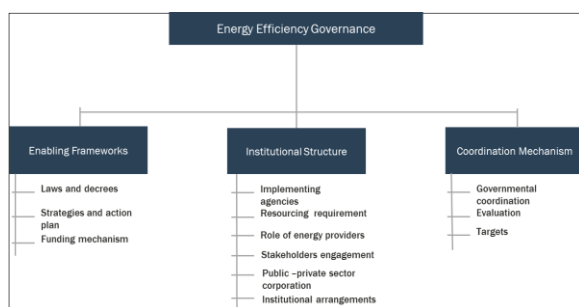 Energy Efficiency Governance
Enabling Frameworks
Laws and decrees
Strategies and action
plan
Funding mechanism
Institutional Structure
Implementing
agencies
Resourcing requirement
Role of energy providers
Stakeholders engagement
Public –private sector
corporation
Institutional arrangements
Coordination Mechanism
Governmental
coordination
Evaluation
Targets